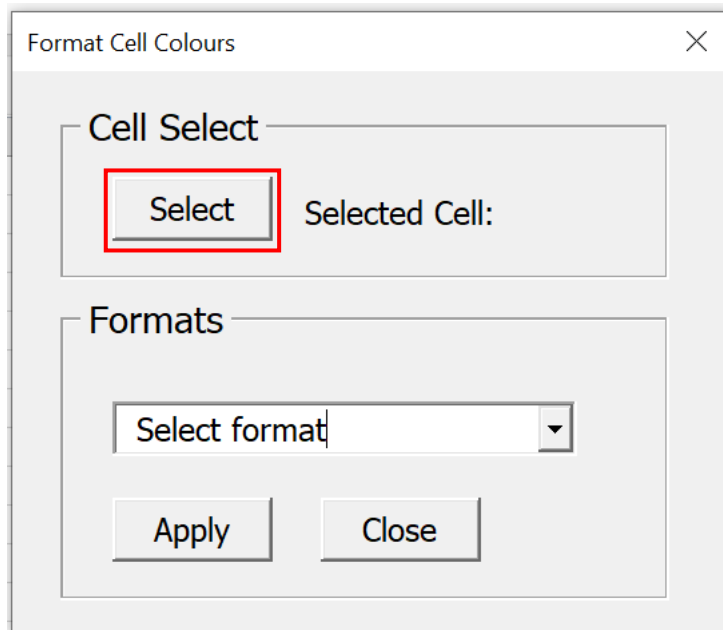 Format Cell Colours
Cell Select
Select
Selected Cell:
Formats
Select format
Apply
Close